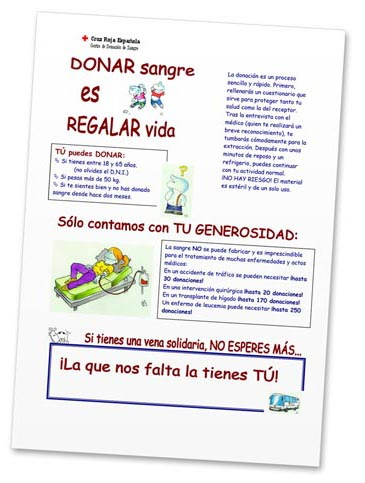 Cruz Roja Española
Centro de Donación de Sangre
DONAR sangre
es
REGALAR vida
La donación es un proceso
sencillo y rápido. Primero,
rellenarás un cuestionario que
sirve para proteger tanto tu
salud como la del receptor.
Tras la entrevista con el
médico (quien te realizará un
breve reconocimiento), te
tumbarás cómodamente para la
extracción. Después con unos
minutos de reposo y un
refrigerio, puedes continuar
con tu actividad normal.
¡NO HAY RIESGO! El material
es estéril y de un solo uso.
TÚ puedes DONAR:
Si tienes entre 18 y 65 años.
(no olvides el D.N.I.)
Si pesas más de 50 kg.
Si te sientes bien y no has donado
sangre desde hace dos meses.
Sólo contamos con TU GENEROSIDAD:
La sangre NO se puede fabricar y es imprescindible
para el tratamiento de muchas enfermedades y actos
médicos:
En un accidente de tráfico se pueden necesitar ¡hasta
30 donaciones!
En una intervención quirúrgica ¡hasta 20 donaciones!
En un transplante de hígado ¡hasta 170 donaciones!
Un enfermo de leucemia puede necesitar ¡hasta 250
donaciones!
Si tienes una vena solidaria, NO ESPERES MÁS...
¡La que nos falta la tienes TÚ!